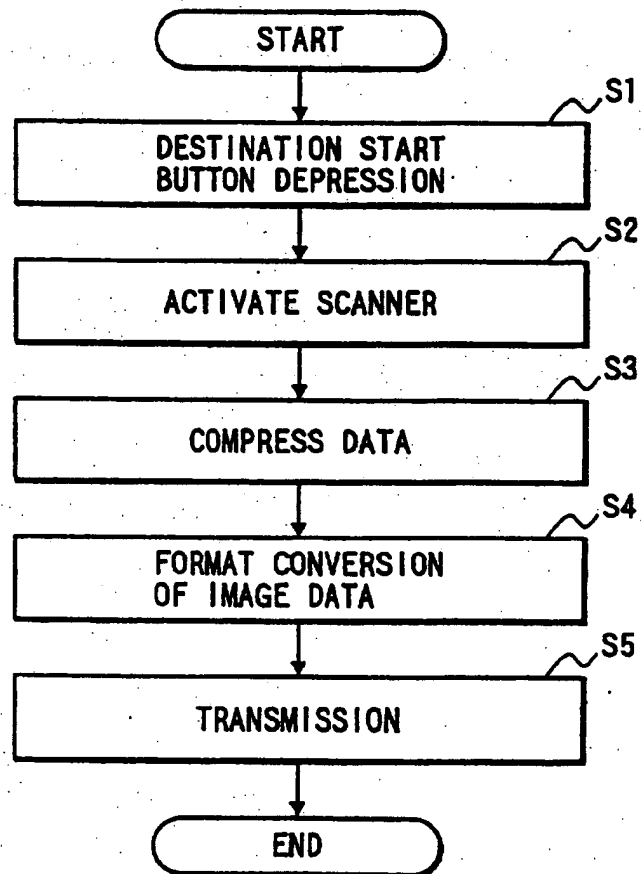 START
S1
DESTINATION START
BUTTON DEPRESSION
S2
ACTIVATE SCANNER
S3
COMPRESS DATA
S4
FORMAT CONVERSION
OF IMAGE DATA
S5
TRANSMISSION
END